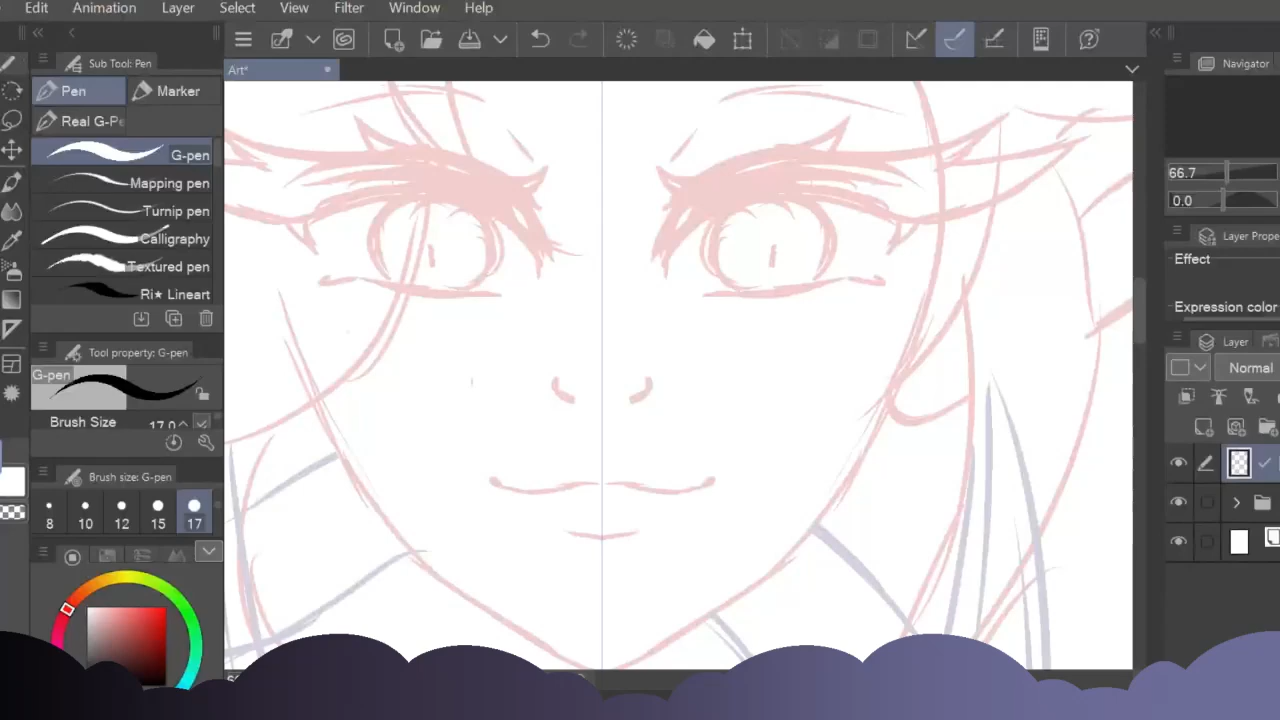 Edit Animation Layer Select View Filter Window Help
Sub Tool: Pen
Pen Marker
Real G-Pe
G-pen
Mapping pen
Turnip pen
Calligraphy
Textured pen
Ri★ Lineart
Tool property: G-pen
G-pen
Brush Size 17.0
Brush size: G-pen
8 10 12 15 17
Art*
Navigator
66.7
0.0
Layer Prope
Effect
Expression color
Layer
Normal